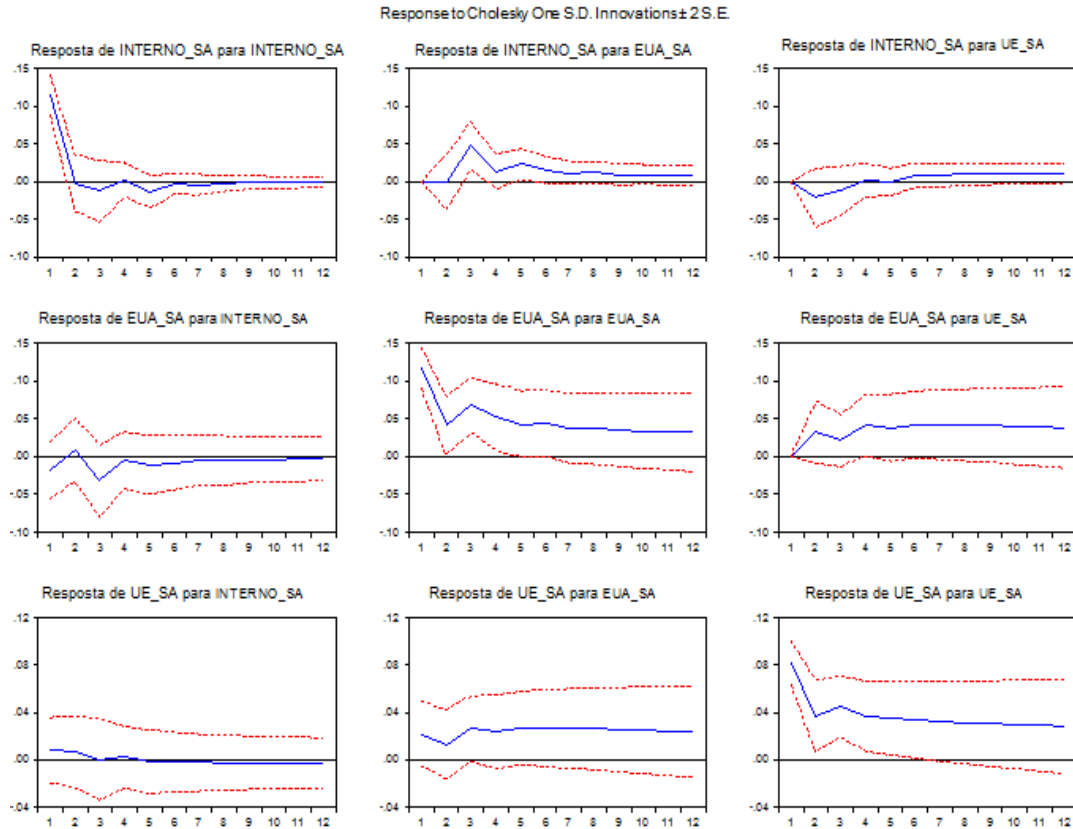 Response to Cholesky One S.D. Innovations ± 2 S.E.
Resposta de INTERNO_SA para INTERNO_SA
Resposta de INTERNO_SA para EUA_SA
Resposta de INTERNO_SA para UE_SA
.15
.10
.05
.00
-.05
-.10
1 2 3 4 5 6 7 8 9 10 11 12
.15
.10
.05
.00
-.05
-.10
1 2 3 4 5 6 7 8 9 10 11 12
.15
.10
.05
.00
-.05
-.10
1 2 3 4 5 6 7 8 9 10 11 12
Resposta de EUA_SA para INTERNO_SA
Resposta de EUA_SA para EUA_SA
Resposta de EUA_SA para UE_SA
.15
.10
.05
.00
-.05
-.10
1 2 3 4 5 6 7 8 9 10 11 12
.15
.10
.05
.00
-.05
-.10
1 2 3 4 5 6 7 8 9 10 11 12
.15
.10
.05
.00
-.05
-.10
1 2 3 4 5 6 7 8 9 10 11 12
Resposta de UE_SA para INTERNO_SA
Resposta de UE_SA para EUA_SA
Resposta de UE_SA para UE_SA
.12
.08
.04
.00
-.04
1 2 3 4 5 6 7 8 9 10 11 12
.12
.08
.04
.00
-.04
1 2 3 4 5 6 7 8 9 10 11 12
.12
.08
.04
.00
-.04
1 2 3 4 5 6 7 8 9 10 11 12